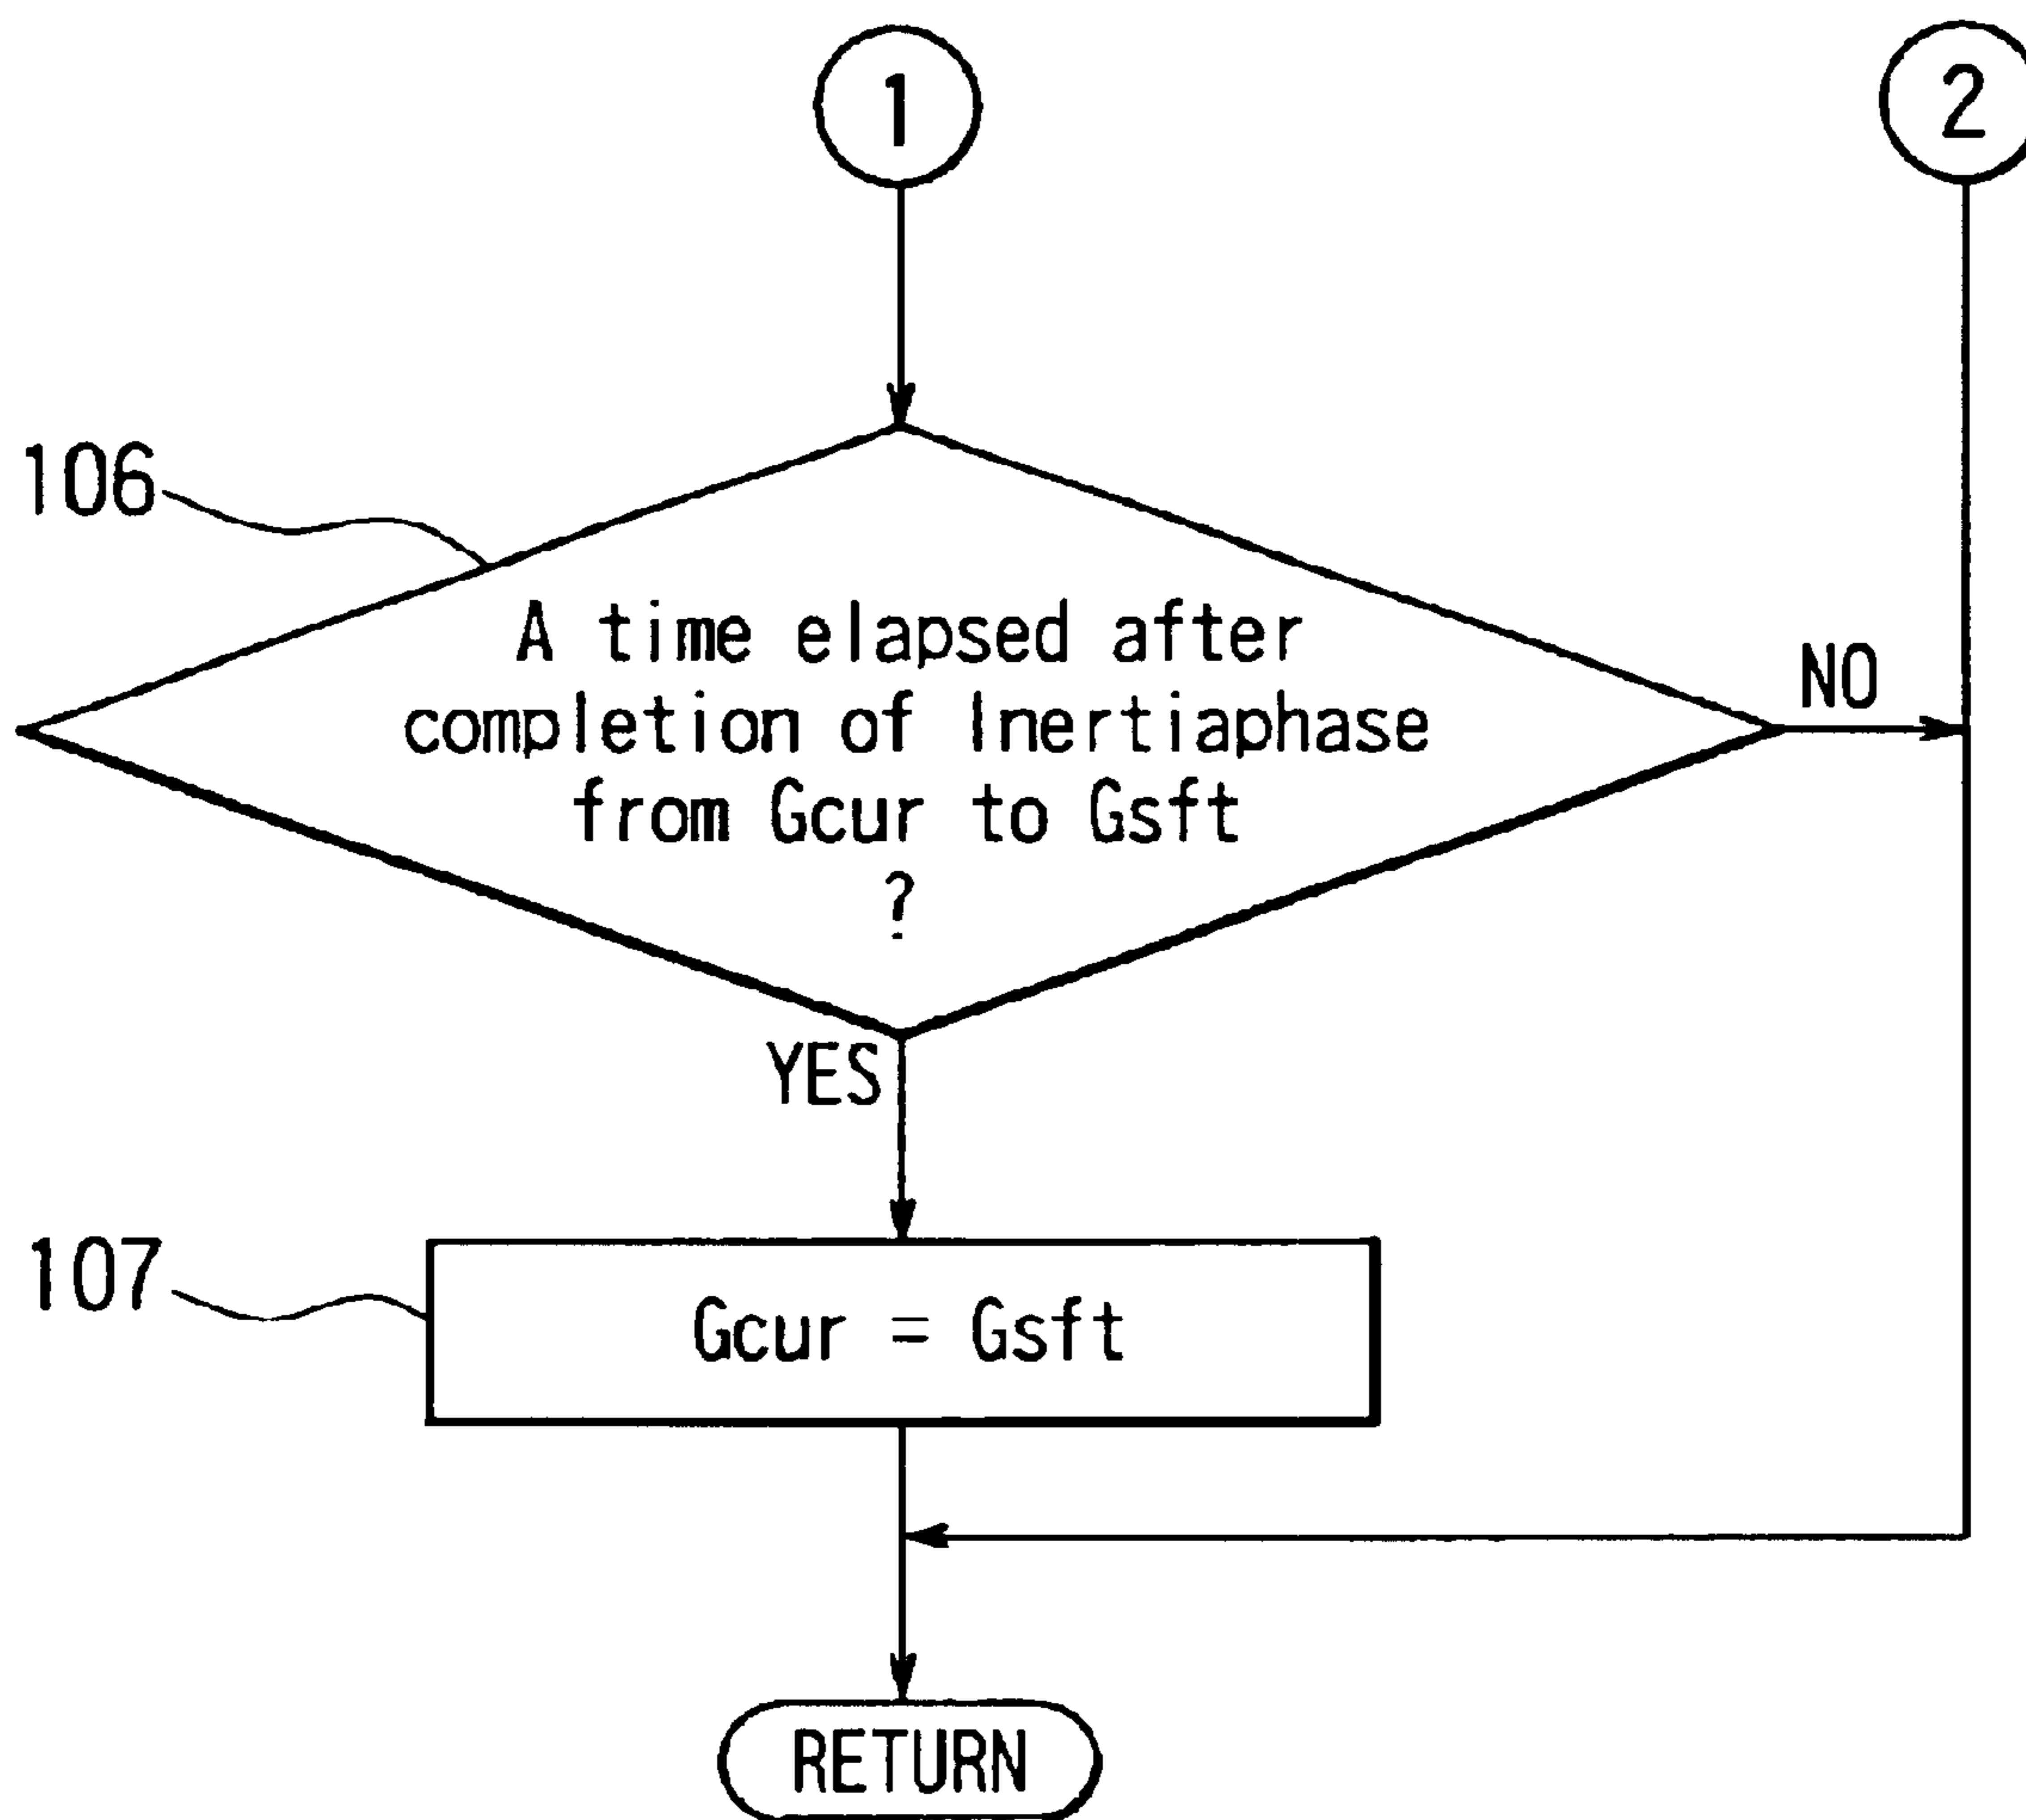 1
2
106
A time elapsed after
completion of Inertiaphase
from Gcur to Gsft
?
NO
YES
107
Gcur = Gsft
RETURN